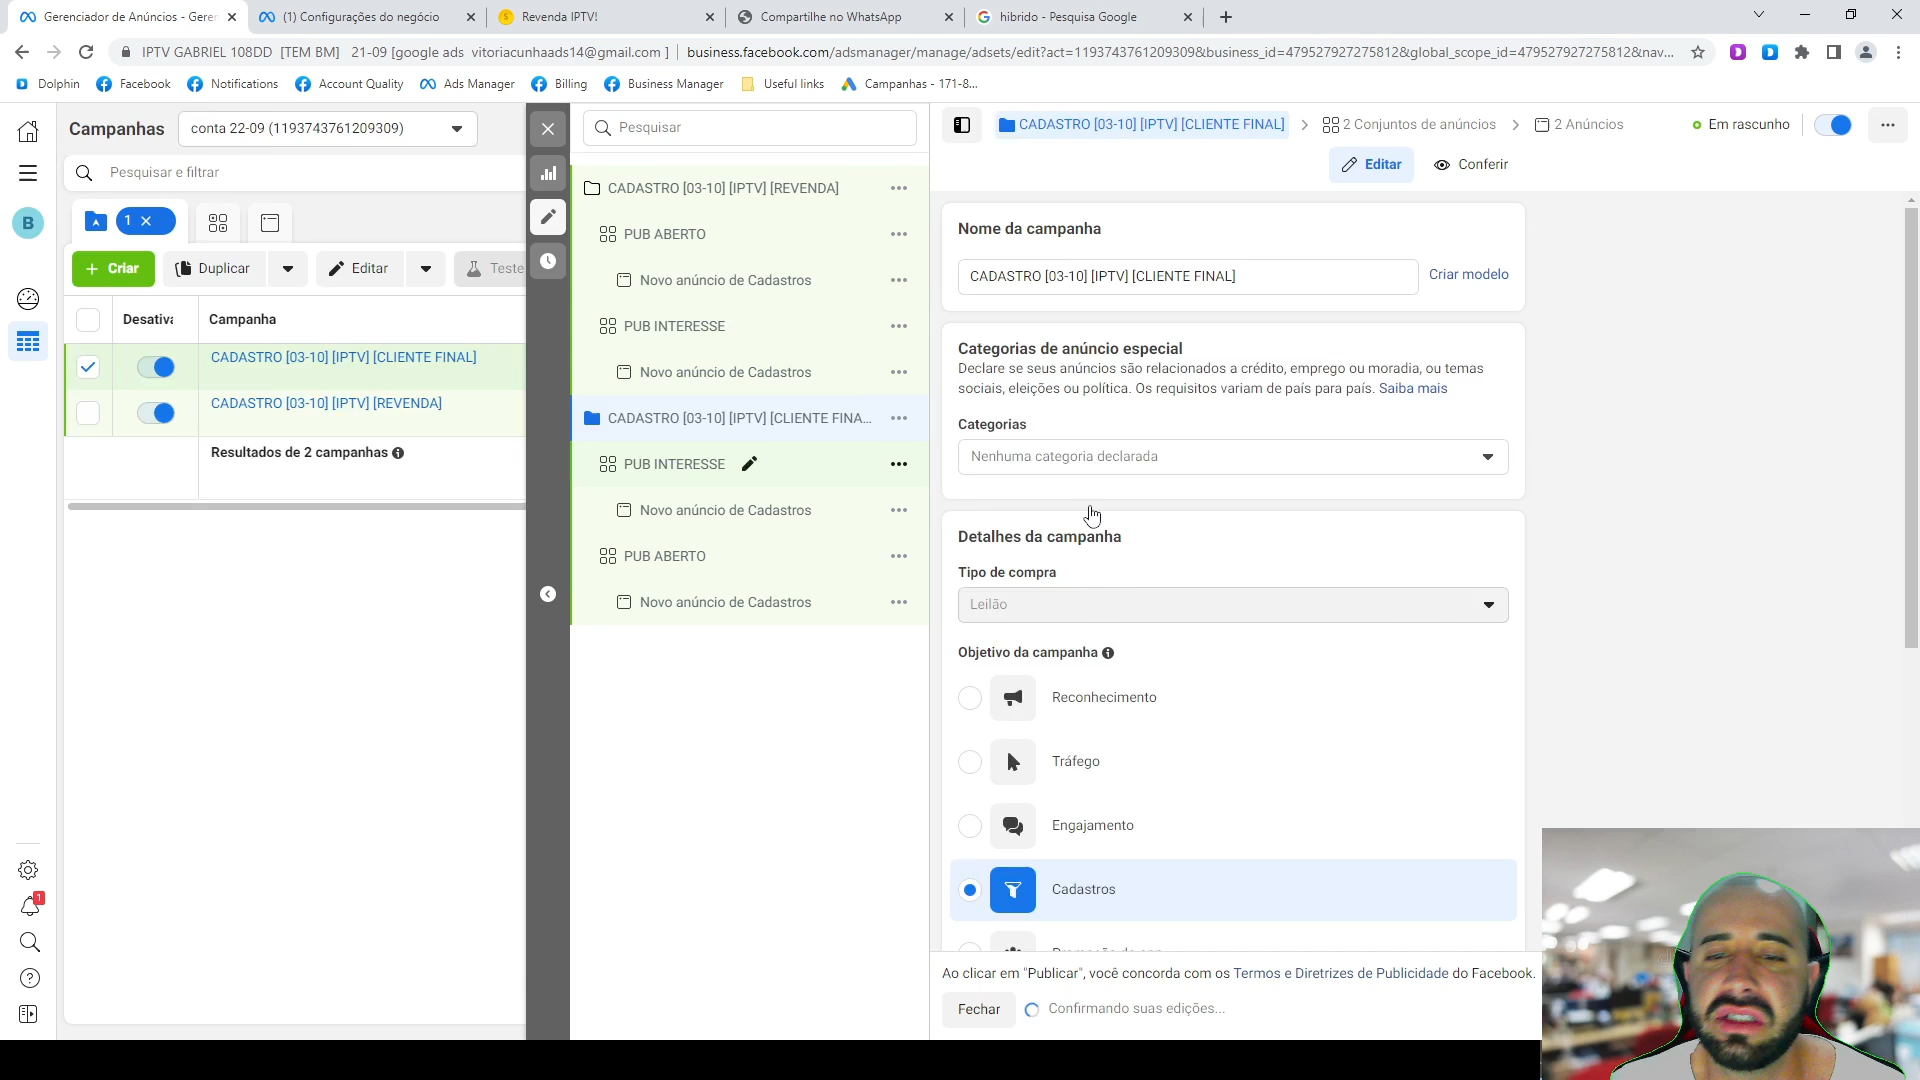 Gerenciador de Anúncios - Geren
(1) Configurações do negócio
Revenda IPTV!
Compartilhe no WhatsApp
hibrido - Pesquisa Google
IPTV GABRIEL 108DD [TEM BM] 21-09 [google ads vitoriacunhaads14@gmail.com ]
business.facebook.com/adsmanager/manage/adsets/edit?act=1193743761209309&business_id=479527927275812&global_scope_id=479527927275812&nav...
Dolphin
Facebook
Notifications
Account Quality
Ads Manager
Billing
Business Manager
Useful links
Campanhas - 171-8...
Campanhas
conta 22-09 (1193743761209309)
Pesquisar e filtrar
B
1
Criar
Duplicar
Editar
Teste
Desativa
Campanha
CADASTRO [03-10] [IPTV] [CLIENTE FINAL]
CADASTRO [03-10] [IPTV] [REVENDA]
Resultados de 2 campanhas
1
Pesquisar
CADASTRO [03-10] [IPTV] [REVENDA]
PUB ABERTO
Novo anúncio de Cadastros
PUB INTERESSE
Novo anúncio de Cadastros
CADASTRO [03-10] [IPTV] [CLIENTE FINA...
PUB INTERESSE
Novo anúncio de Cadastros
PUB ABERTO
Novo anúncio de Cadastros
CADASTRO [03-10] [IPTV] [CLIENTE FINAL]
2 Conjuntos de anúncios
2 Anúncios
Em rascunho
Editar
Conferir
Nome da campanha
CADASTRO [03-10] [IPTV] [CLIENTE FINAL]
Criar modelo
Categorias de anúncio especial
Declare se seus anúncios são relacionados a crédito, emprego ou moradia, ou temas
sociais, eleições ou política. Os requisitos variam de país para país. Saiba mais
Categorias
Nenhuma categoria declarada
Detalhes da campanha
Tipo de compra
Leilão
Objetivo da campanha
Reconhecimento
Tráfego
Engajamento
Cadastros
Ao clicar em "Publicar", você concorda com os Termos e Diretrizes de Publicidade do Facebook.
Fechar
Confirmando suas edições...